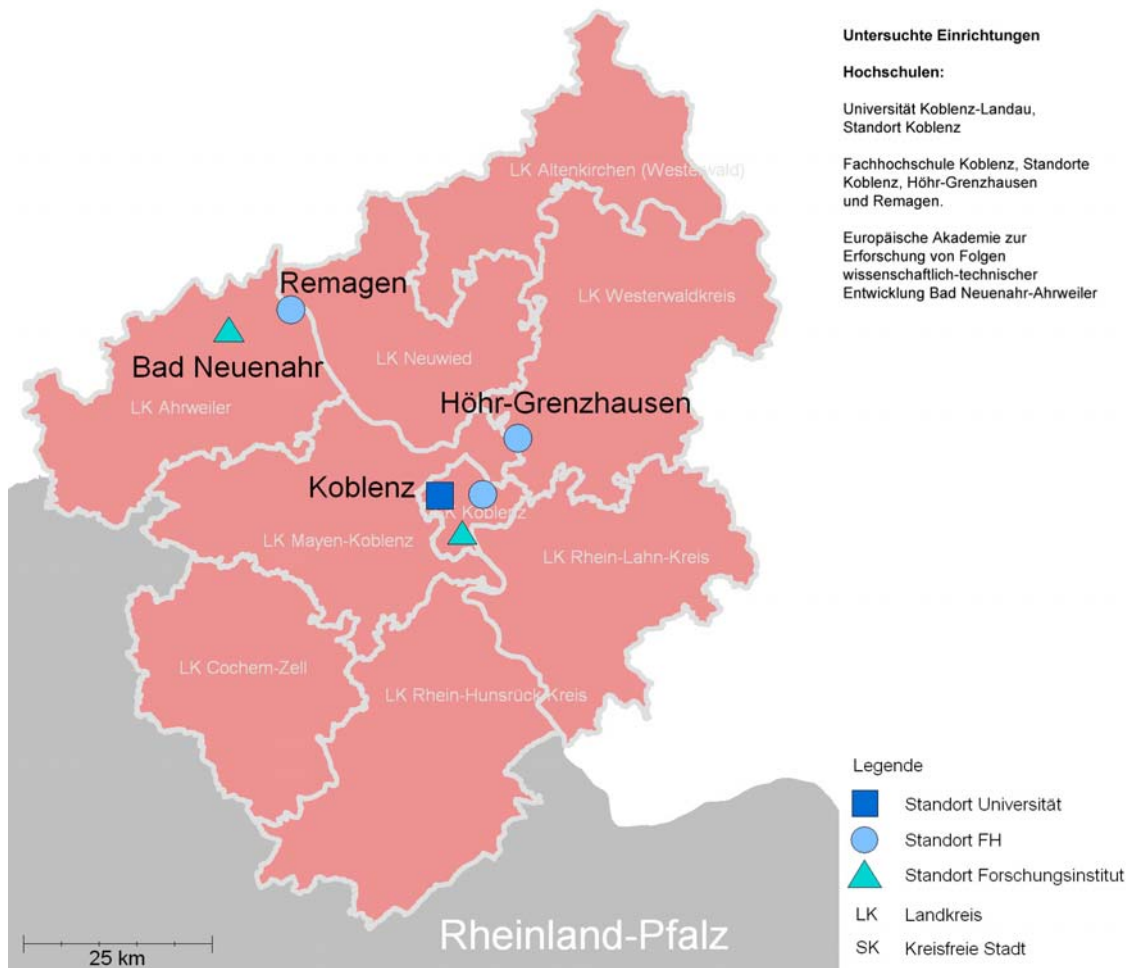 Untersuchte Einrichtungen
Hochschulen:
Universität Koblenz-Landau,
Standort Koblenz
Fachhochschule Koblenz, Standorte
Koblenz, Höhr-Grenzhausen
und Remagen.
Europäische Akademie zur
Erforschung von Folgen
wissenschaftlich-technischer
Entwicklung Bad Neuenahr-Ahrweiler
LK Altenkirchen (Westerwald)
Remagen
LK Westerwaldkreis
Bad Neuenahr
LK Neuwied
LK Ahrweiler
Höhr-Grenzhausen
Koblenz
K Koblenz
LK Mayen-Koblenz
LK Rhein-Lahn-Kreis
LK Cochem-Zell
LK Rhein-Hunsrück-Kreis
Rheinland-Pfalz
25 km
Legende
Standort Universität
Standort FH
Standort Forschungsinstitut
LK Landkreis
SK Kreisfreie Stadt